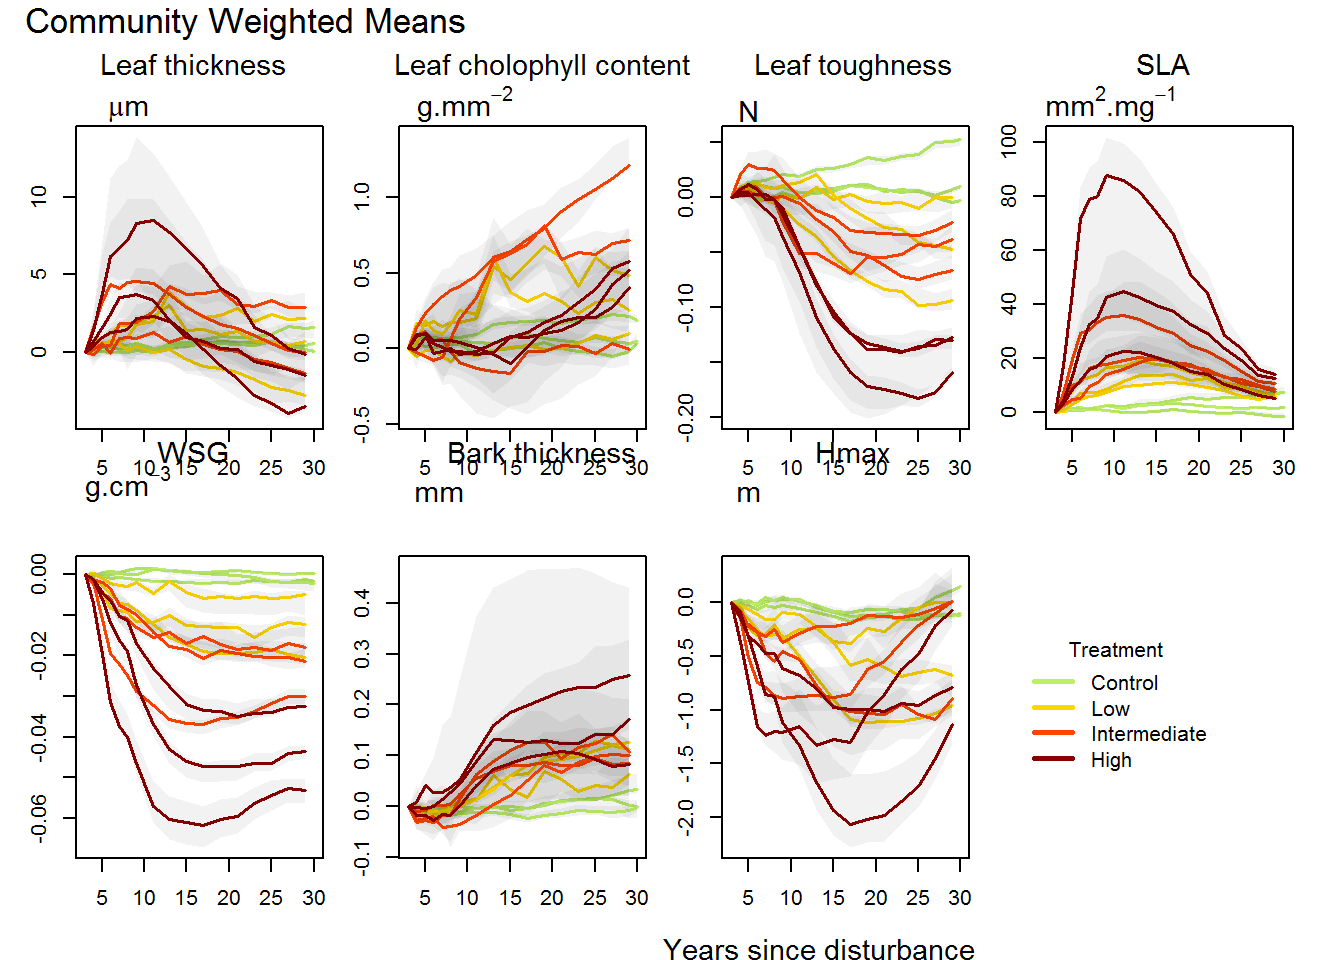 Community Weighted Means
Leaf thickness
μm
0 5 10
5 10 15 20 25 30
Leaf cholophyll content
g.mm−2
-0.5 0.0 0.5 1.0
5 10 15 20 25 30
Leaf toughness
N
-0.20 -0.10 0.00
5 10 15 20 25 30
SLA
mm2.mg−1
0 20 40 60 80 100
5 10 15 20 25 30
WSG
g.cm−3
-0.06 -0.04 -0.02 0.00
5 10 15 20 25 30
Bark thickness
mm
-0.1 0.0 0.1 0.2 0.3 0.4
5 10 15 20 25 30
Hmax
m
-2.0 -1.5 -1.0 -0.5 0.0
5 10 15 20 25 30
Treatment
Control
Low
Intermediate
High
Years since disturbance